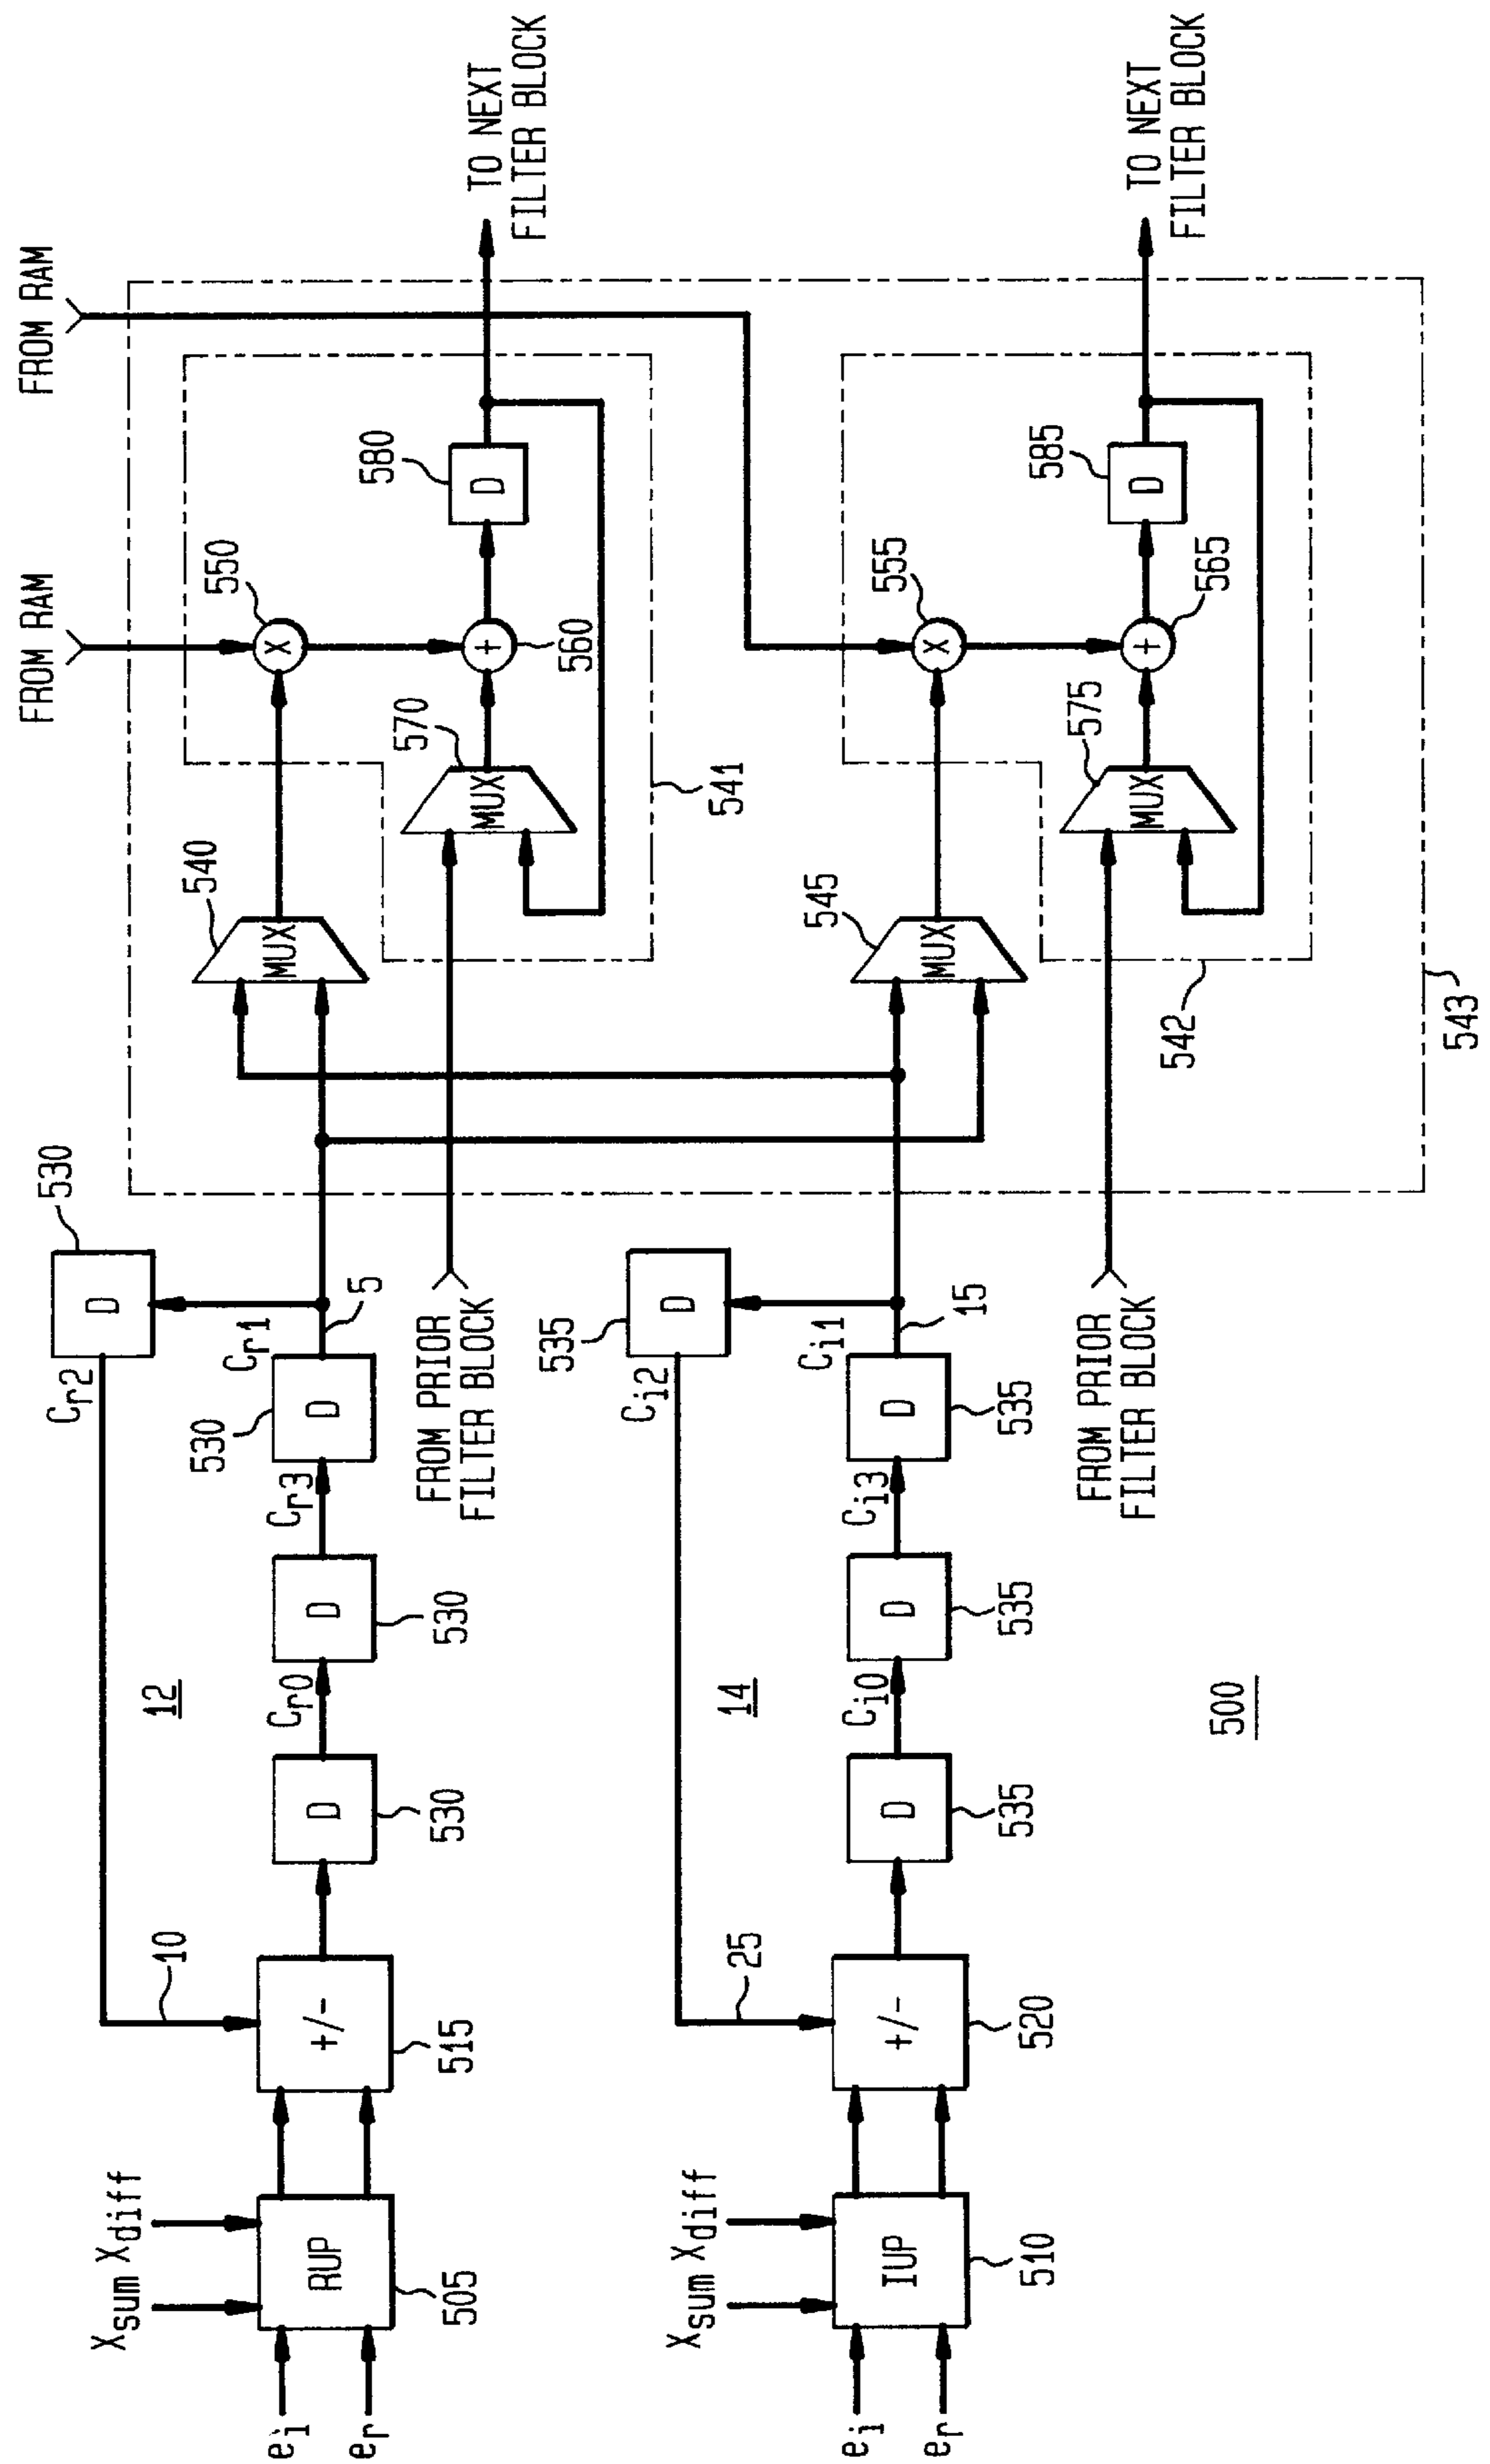 FROM RAM
FROM RAM
530
D
Cr2
Cr1
5
10
12
540
MUX
550
X
580
D
TO NEXT
FILTER BLOCK
Xsum
Xdiff
ei
er
RUP
505
+/-
515
D
530
Cr0
D
530
Cr3
D
530
570
MUX
+
560
541
FROM PRIOR
FILTER BLOCK
535
D
Ci2
Ci1
15
25
14
545
MUX
555
X
585
D
TO NEXT
FILTER BLOCK
Xsum
Xdiff
ei
er
IUP
510
+/-
520
D
535
Ci0
D
535
Ci3
D
535
575
MUX
+
565
542
FROM PRIOR
FILTER BLOCK
543
500